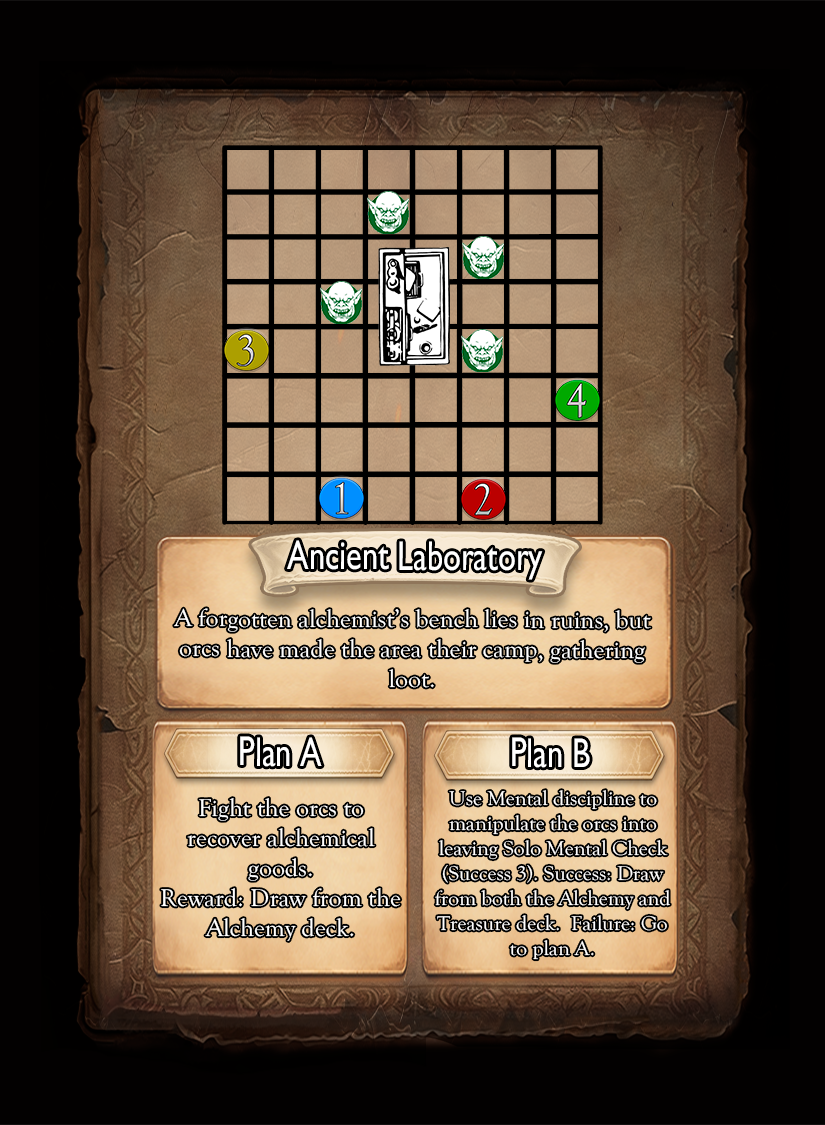 3
4
1
2
Ancient Laboratory
A forgotten alchemist's bench lies in ruins, but
orcs have made the area their camp, gathering
loot.
Plan A
Fight the orcs to
recover alchemical
goods.
Reward: Draw from the
Alchemy deck.
Plan B
Use Mental discipline to
manipulate the orcs into
leaving Solo Mental Check
(Success 3). Success: Draw
from both the Alchemy and
Treasure deck.  Failure: Go
to plan A.